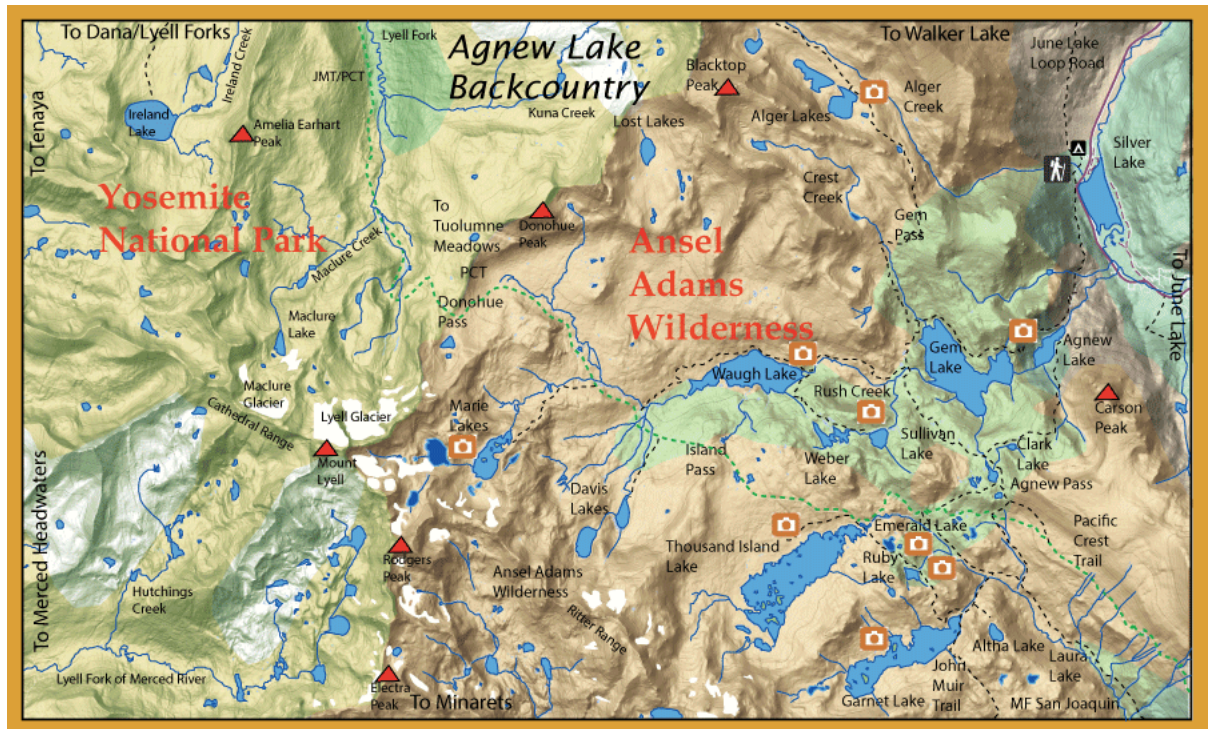 To Dana/Lyell Forks
Ireland Creek
Lyell Fork
Agnew Lake
Backcountry
To Walker Lake
June Lake
Loop Road
JMT/PCT
Blacktop
Peak
Alger
Creek
Kuna Creek
Lost Lakes
Alger Lakes
Ireland
Lake
Amelia Earhart
Peak
To Tenaya
Silver
Lake
Crest
Creek
Yosemite
National Park
To
Tuolumne
Meadows
Donohue
Peak
Gem
Pass
Ansel
Adams
Wilderness
Maclure Creek
PCT
Donohue
Pass
To June Lake
Maclure
Lake
Gem
Lake
Agnew
Lake
Waugh Lake
Maclure
Glacier
Rush Creek
Carson
Peak
Cathedral Range
Lyell Glacier
Marie
Lakes
Mount
Lyell
Island
Pass
Weber
Lake
Sullivan
Lake
Clark
Lake
Agnew Pass
Davis
Lakes
To Merced Headwaters
Thousand Island
Lake
Emerald Lake
Pacific
Crest
Trail
Ruby
Lake
Rodgers
Peak
Ansel Adams
Wilderness
Hutchings
Creek
Ritter Range
Lyell Fork of Merced River
Electra
Peak
To Minarets
Garnet Lake
John
Muir
Trail
Altha Lake
Laura
Lake
MF San Joaquin